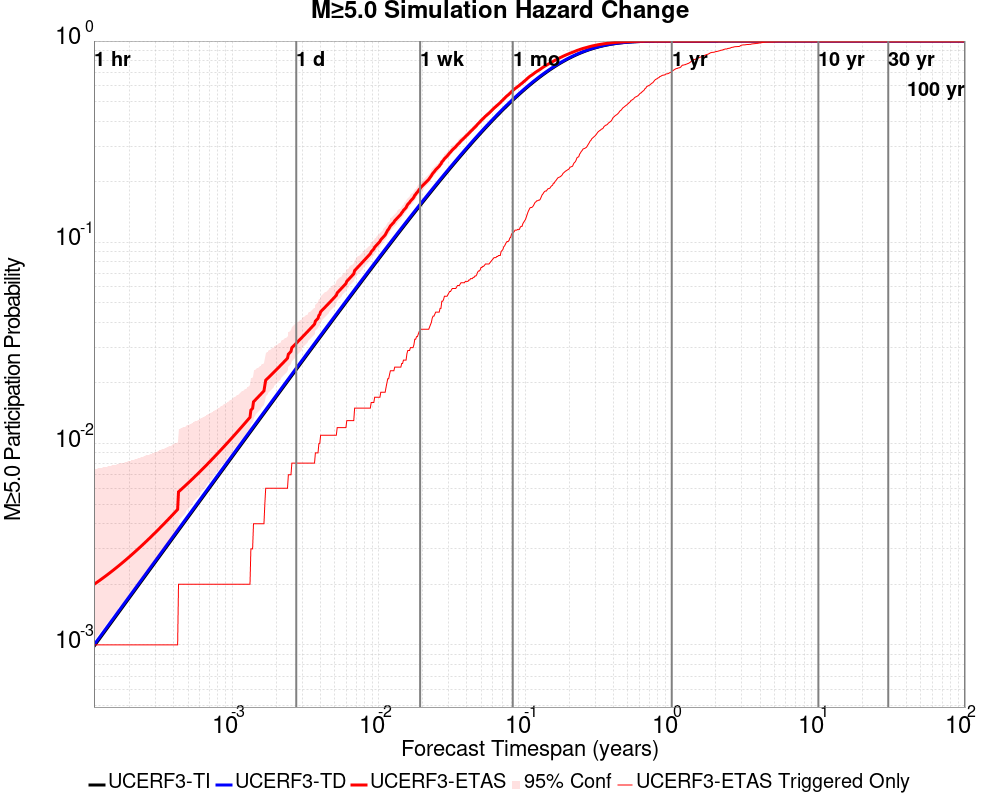 M≥5.0 Simulation Hazard Change
10^0
10^-1
10^-2
10^-3
M≥5.0 Participation Probability
1 hr
1 d
1 wk
1 mo
1 yr
10 yr
30 yr
100 yr
10^-3
10^-2
10^-1
10^0
10^1
10^2
Forecast Timespan (years)
UCERF3-TI UCERF3-TD UCERF3-ETAS 95% Conf UCERF3-ETAS Triggered Only